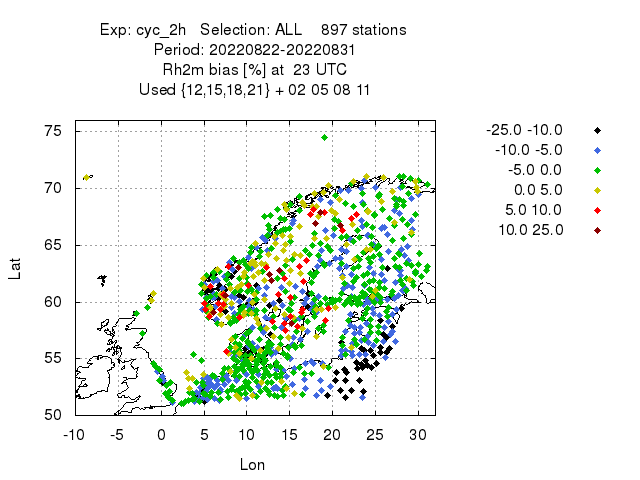 Exp: cyc_2h   Selection: ALL    897 stations
Period: 20220822-20220831
Rh2m bias [%] at  23 UTC
Used {12,15,18,21} + 02 05 08 11
-25.0 -10.0
-10.0 -5.0
-5.0 0.0
0.0 5.0
5.0 10.0
10.0 25.0
75
70
65
60
55
50
Lat
-10 -5 0 5 10 15 20 25 30
Lon